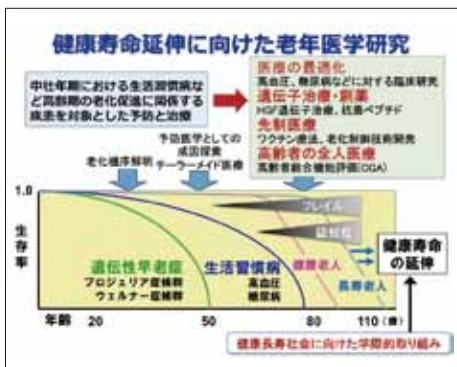 健康寿命延伸に向けた老年医学研究
中壮年期における生活習慣病
など高齢期の老化促進に関係する
疾患を対象とした予防と治療
医療の最適化
高血圧、糖尿病などに対する臨床研究
遺伝子治療・創薬
HGF遺伝子治療、抗菌ペプチド
先制医療
ワクチン療法、老化制御技術開発
高齢者の全人医療
高齢者総合機能評価(CGA)
老化機序解明
予防医学としての
成因探索
テーラーメイド医療
1.0
生存率
フレイル
認知症
遺伝性早老症
プロジェリア症候群
ウェルナー症候群
生活習慣病
高血圧
糖尿病
健康老人
長寿老人
健康寿命
の延伸
年齢
20
50
80
110(歳)
健康長寿社会に向けた学際的取り組み